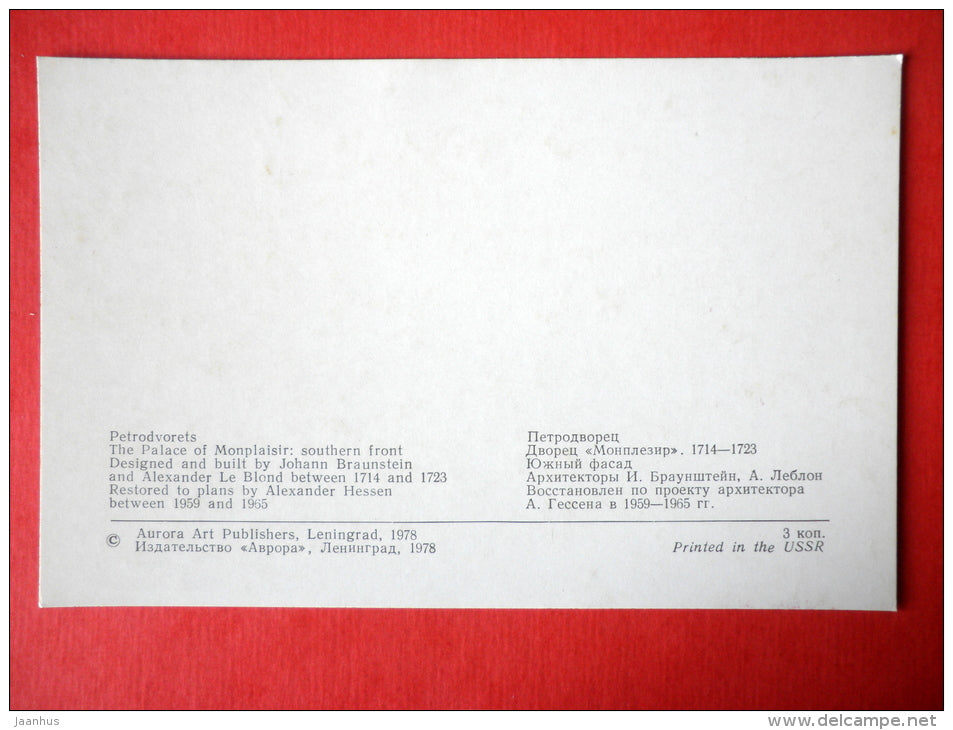 Petrodvorets
The Palace of Monplaisir: southern front
Designed and built by Johann Braunstein
and Alexander Le Blond between 1714 and 1723
Restored to plans by Alexander Hessen
between 1959 and 1965
Петродворец
Дворец «Монплезир». 1714—1723
Южный фасад
Архитекторы И. Браунштейн, А. Леблон
Восстановлен по проекту архитектора
А. Гессена в 1959—1965 гг.
© Aurora Art Publishers, Leningrad, 1978
Издательство «Аврора», Ленинград, 1978
3 коп.
Printed in the USSR
jaanhus
www.delcampe.net